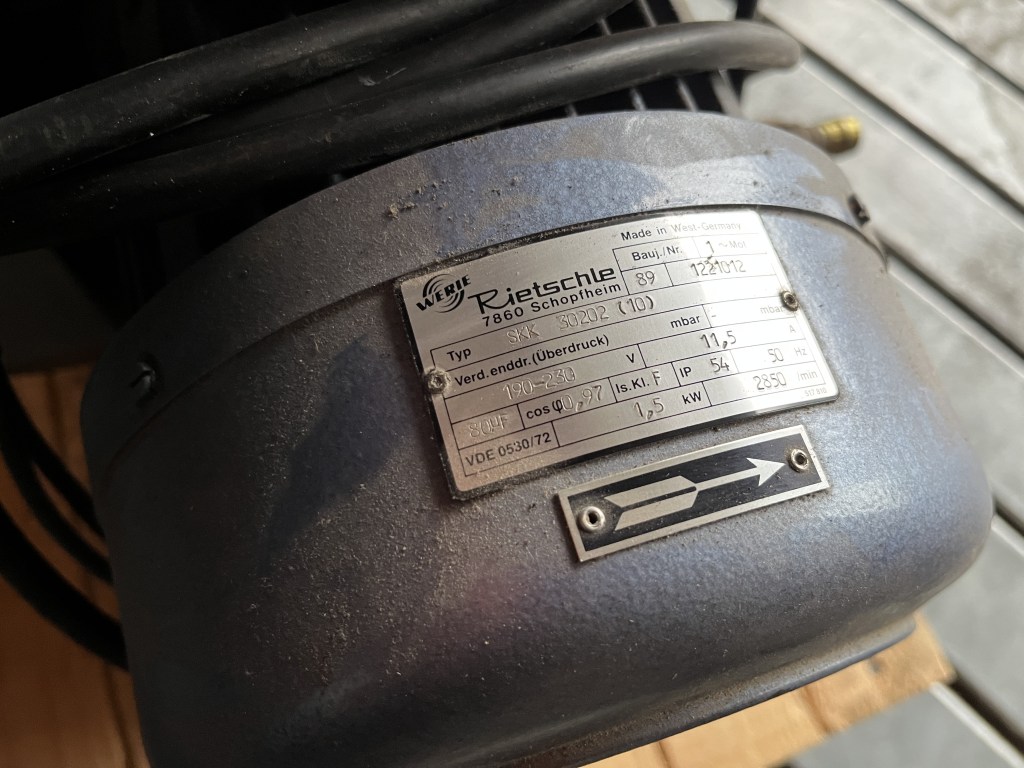 Made in West-Germany
WERIE Rietschle
7860 Schopfheim
Bauj./Nr. 1~Mot.
89 1221012
Typ SKK 30202 (10)
Verd.enddr.(Überdruck) mbar - mbar
190-230 V 11,5 A
80µF cosφ0,97 Is.Kl. F IP 54 50 Hz
VDE 0530/72 1,5 kW 2850 /min